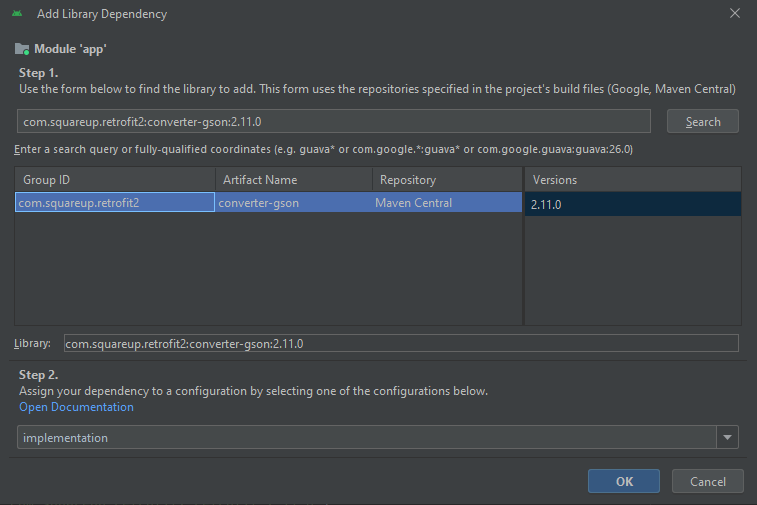 Add Library Dependency
Module 'app'
Step 1.
Use the form below to find the library to add. This form uses the repositories specified in the project's build files (Google, Maven Central)
com.squareup.retrofit2:converter-gson:2.11.0
Search
Enter a search query or fully-qualified coordinates (e.g. guava* or com.google.*:guava* or com.google.guava:guava:26.0)
Group ID Artifact Name Repository Versions
com.squareup.retrofit2 converter-gson Maven Central 2.11.0
Library: com.squareup.retrofit2:converter-gson:2.11.0
Step 2.
Assign your dependency to a configuration by selecting one of the configurations below.
Open Documentation
implementation
OK Cancel